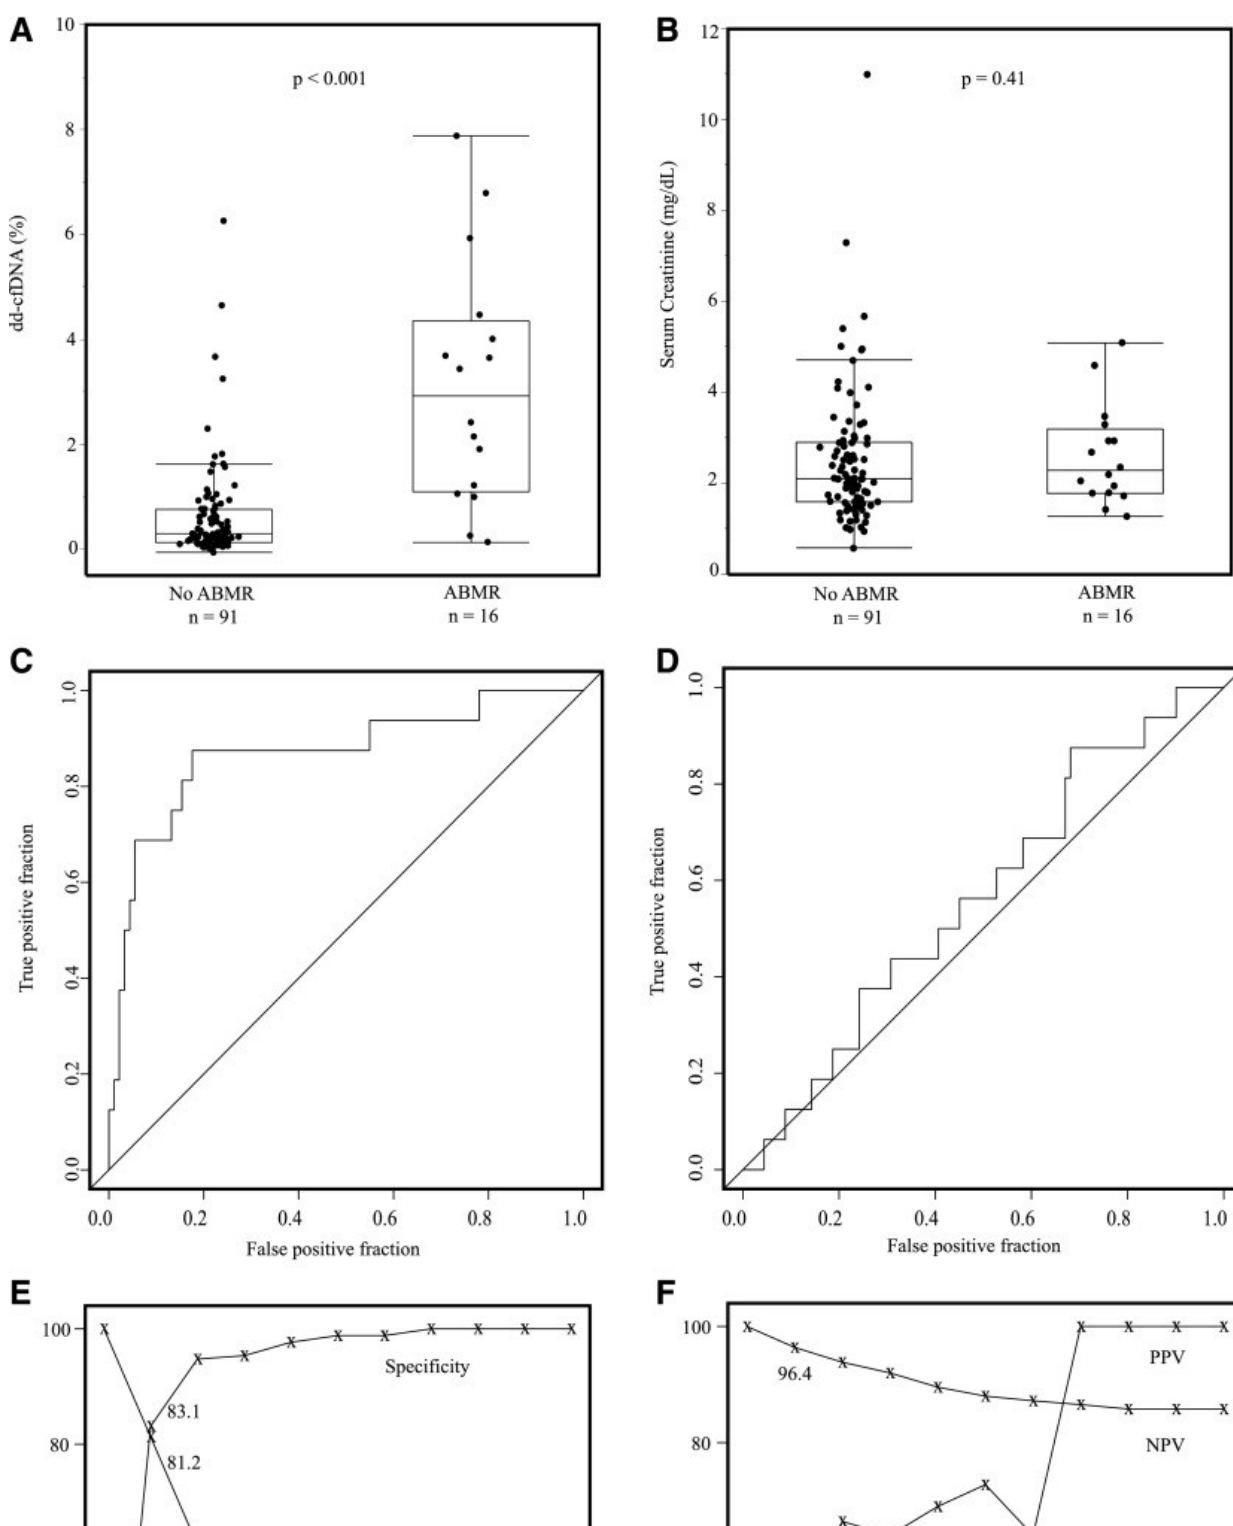 A
10
p < 0.001
8
6
dd-cfDNA (%)
4
2
0
No ABMR
n = 91
ABMR
n = 16
B
12
p = 0.41
10
8
Serum Creatinine (mg/dL)
6
4
2
0
No ABMR
n = 91
ABMR
n = 16
C
1.0
0.8
True positive fraction
0.6
0.4
0.2
0.0
0.0 0.2 0.4 0.6 0.8 1.0
False positive fraction
D
1.0
0.8
True positive fraction
0.6
0.4
0.2
0.0
0.0 0.2 0.4 0.6 0.8 1.0
False positive fraction
E
100
Specificity
83.1
80
81.2
F
100
PPV
96.4
NPV
80